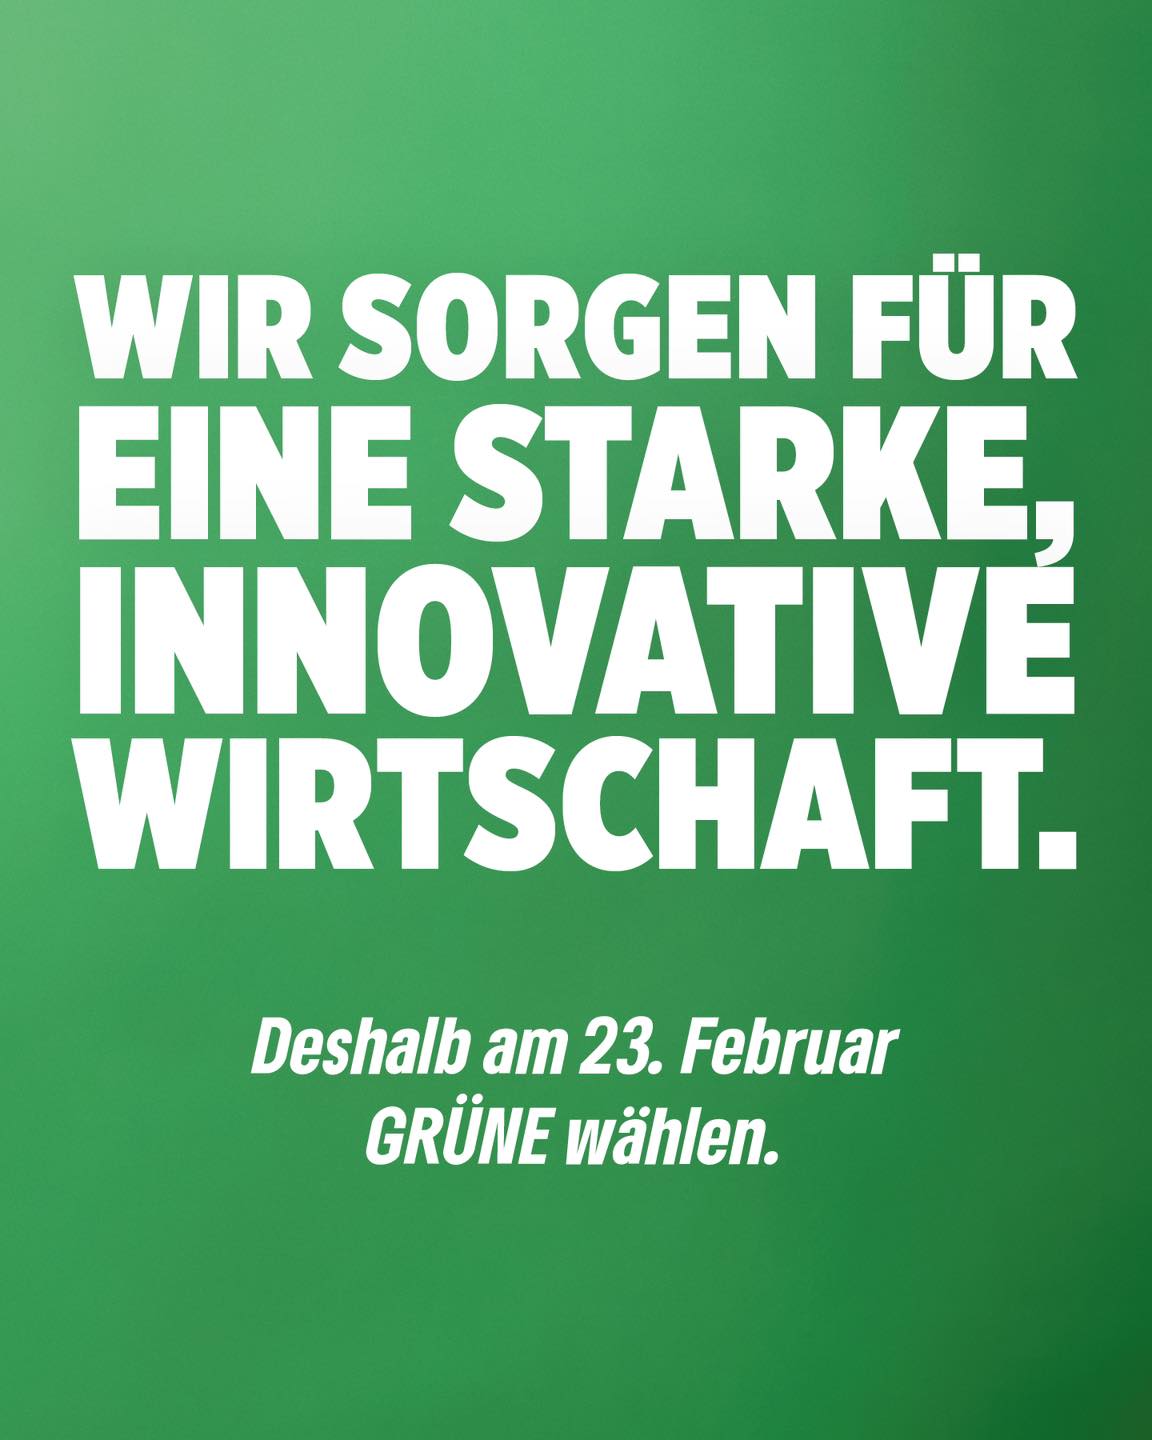 WIR SORGEN FÜR
EINE STARKE,
INNOVATIVE
WIRTSCHAFT.
Deshalb am 23. Februar
GRÜNE wählen.